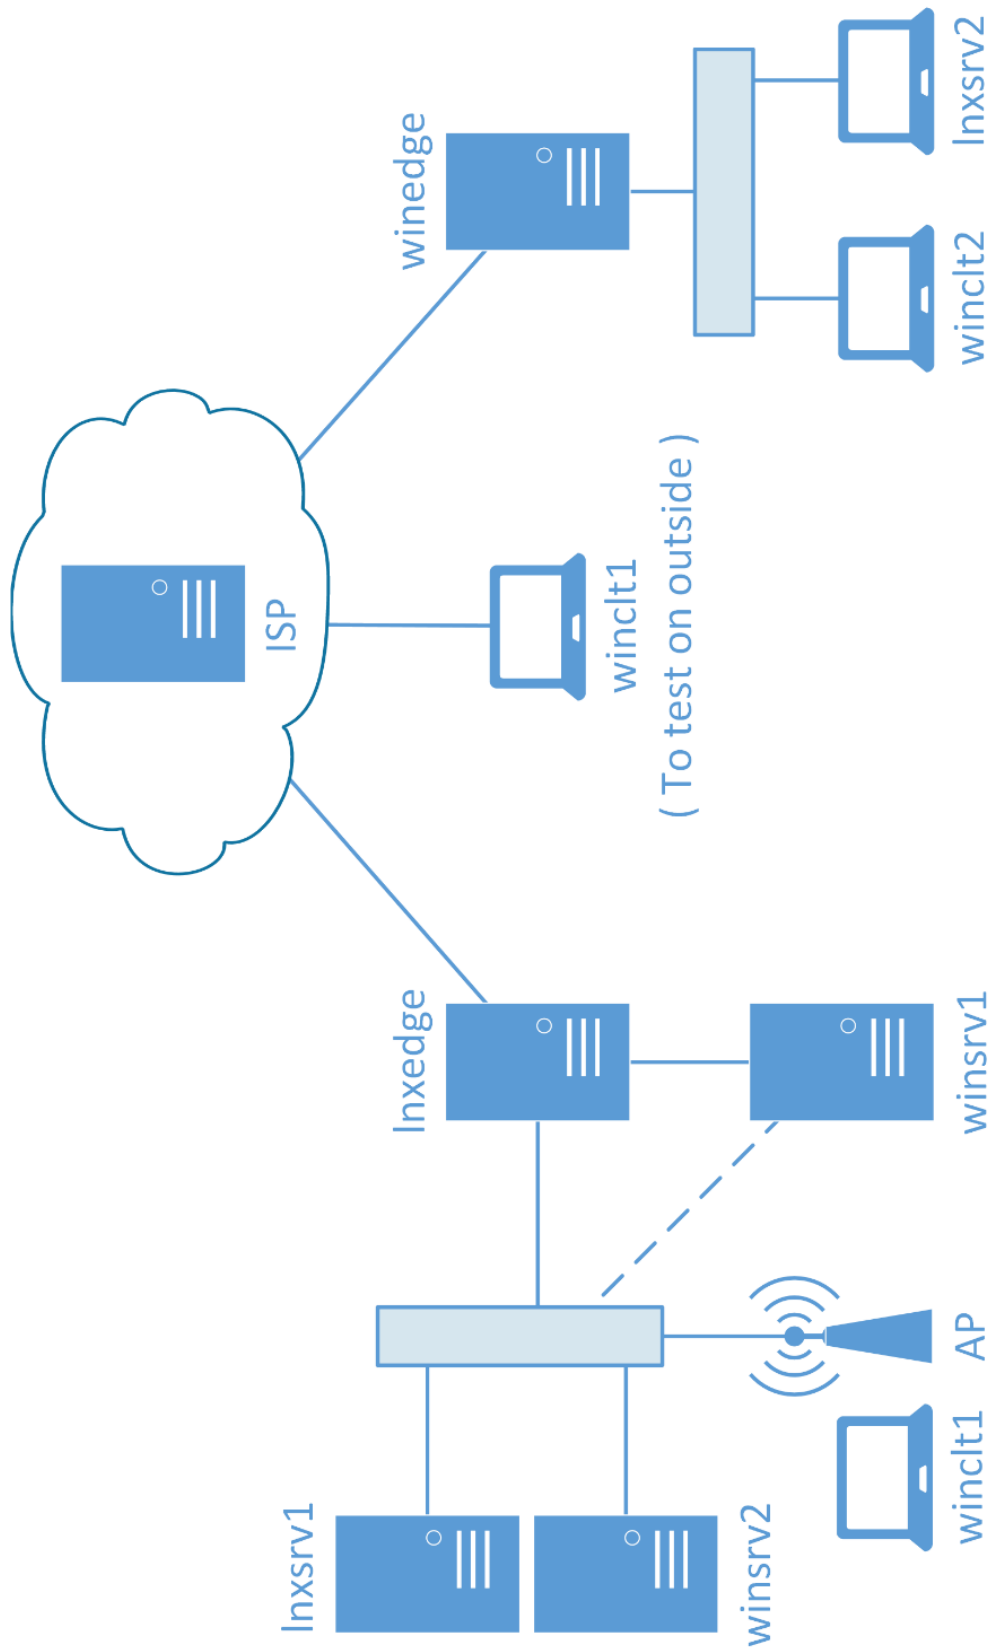 ISP
lnxedge
winedge
winclt1
( To test on outside )
lnxsrv1
winsrv2
winclt1
AP
winsrv1
winclt2
lnxsrv2